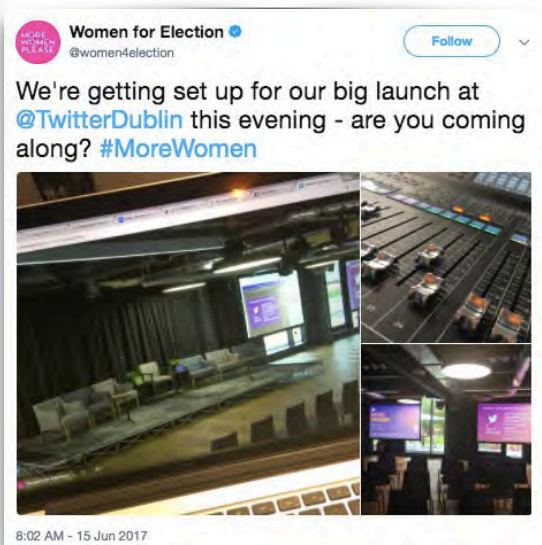 MORE
WOMEN
PLEASE
Women for Election
@women4election
Follow
We're getting set up for our big launch at
@TwitterDublin this evening - are you coming
along? #MoreWomen
8:02 AM - 15 Jun 2017